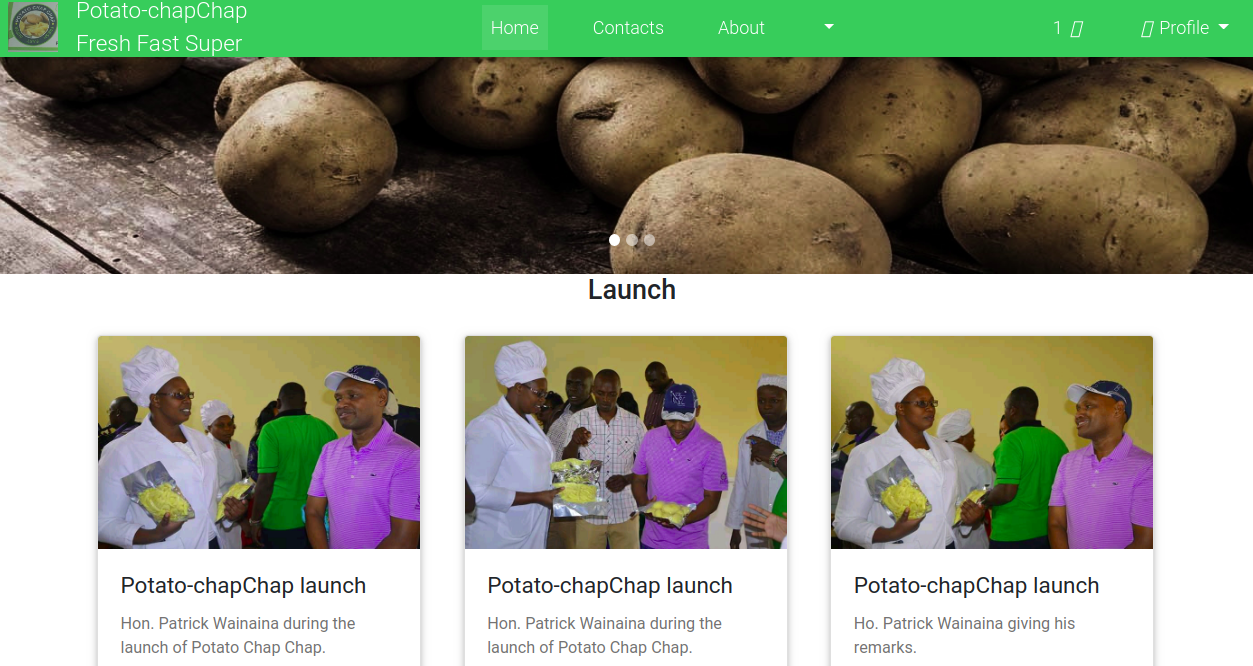 Potato-chapChap
Fresh Fast Super
Home
Contacts
About
1
Profile
Launch
Potato-chapChap launch
Hon. Patrick Wainaina during the
launch of Potato Chap Chap.
Potato-chapChap launch
Hon. Patrick Wainaina during the
launch of Potato Chap Chap.
Potato-chapChap launch
Ho. Patrick Wainaina giving his
remarks.